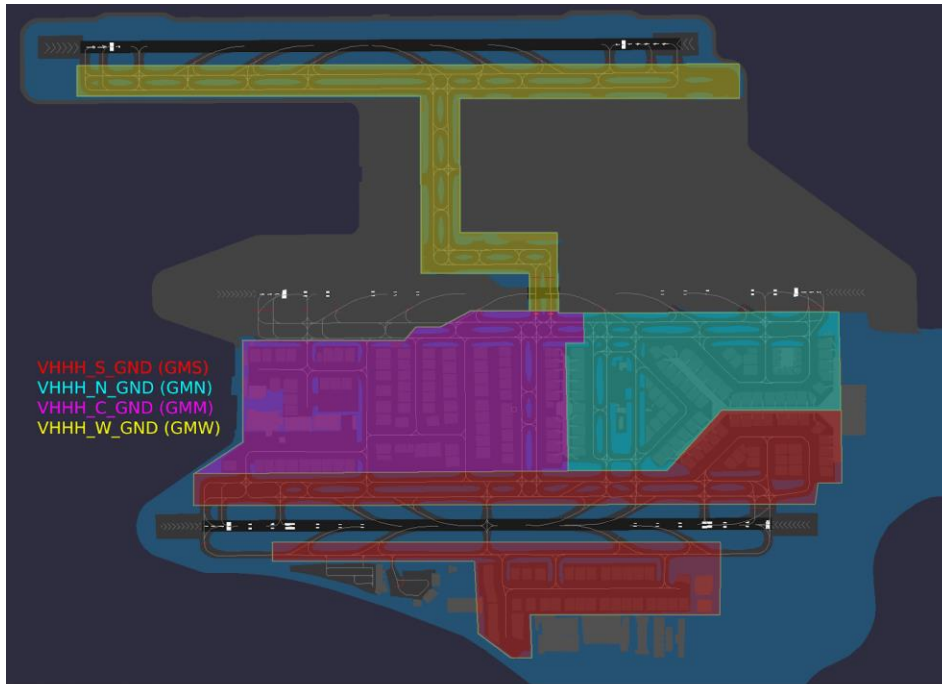 VHHH_S_GND (GMS)
VHHH_N_GND (GMN)
VHHH_C_GND (GMM)
VHHH_W_GND (GMW)